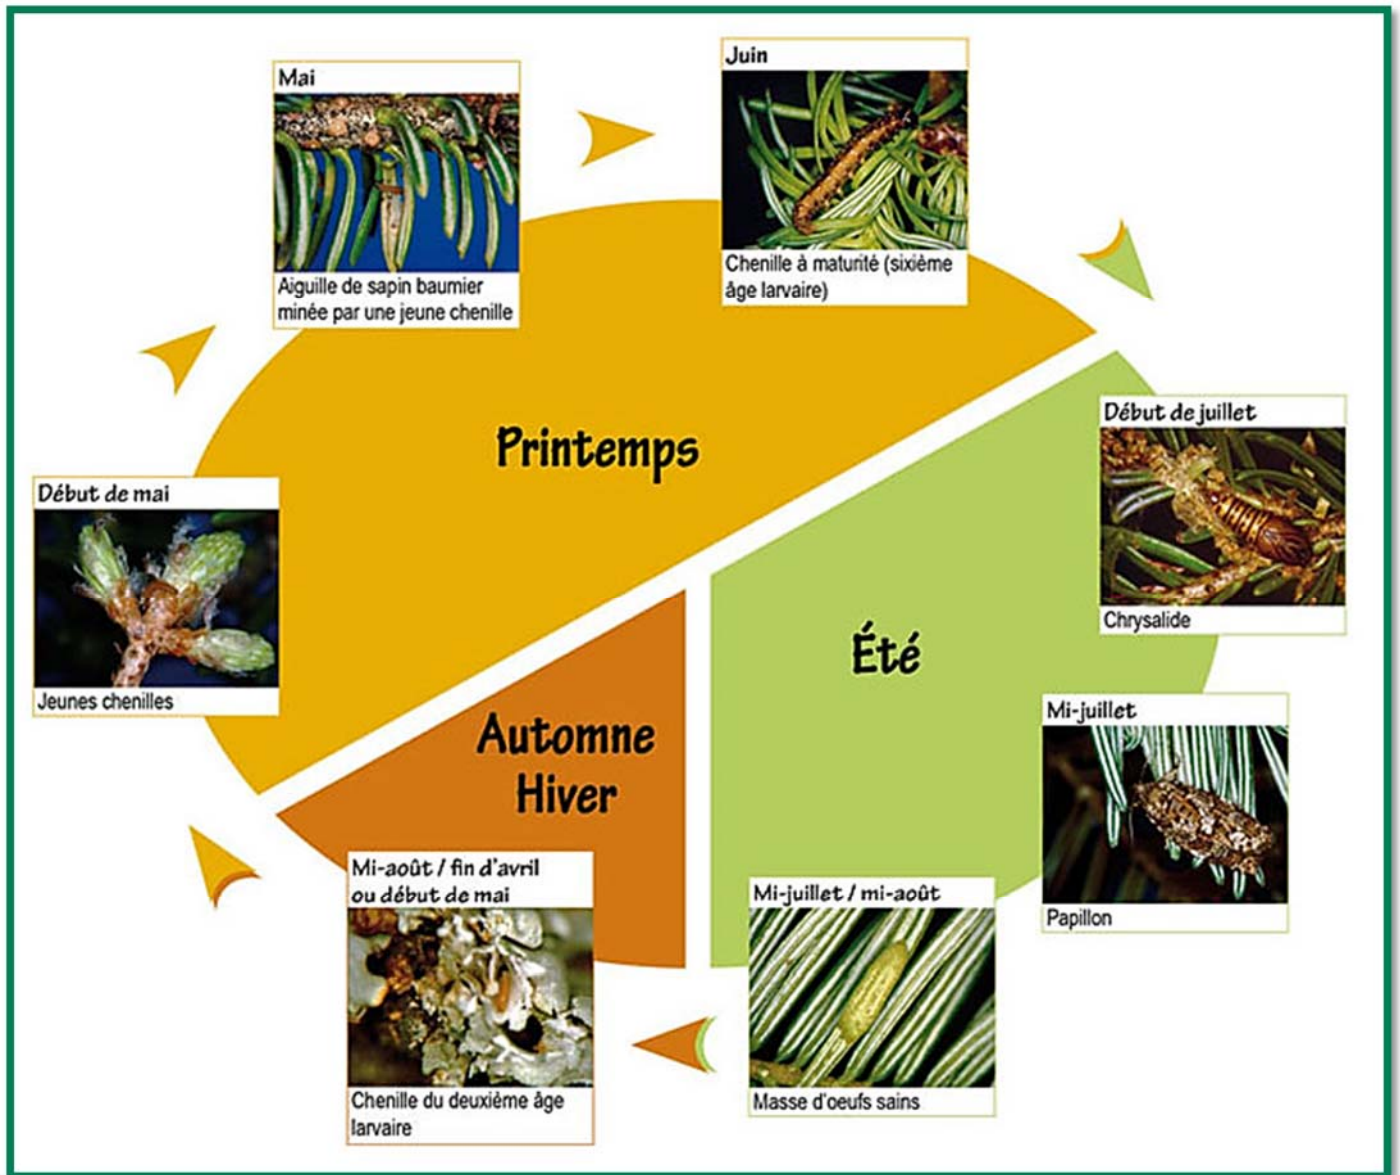 Mai
Aiguille de sapin baumier
minée par une jeune chenille
Juin
Chenille à maturité (sixième
âge larvaire)
Début de juillet
Chrysalide
Printemps
Début de mai
Jeunes chenilles
Été
Mi-juillet
Papillon
Automne
Hiver
Mi-août / fin d'avril
ou début de mai
Chenille du deuxième âge
larvaire
Mi-juillet / mi-août
Masse d'oeufs sains